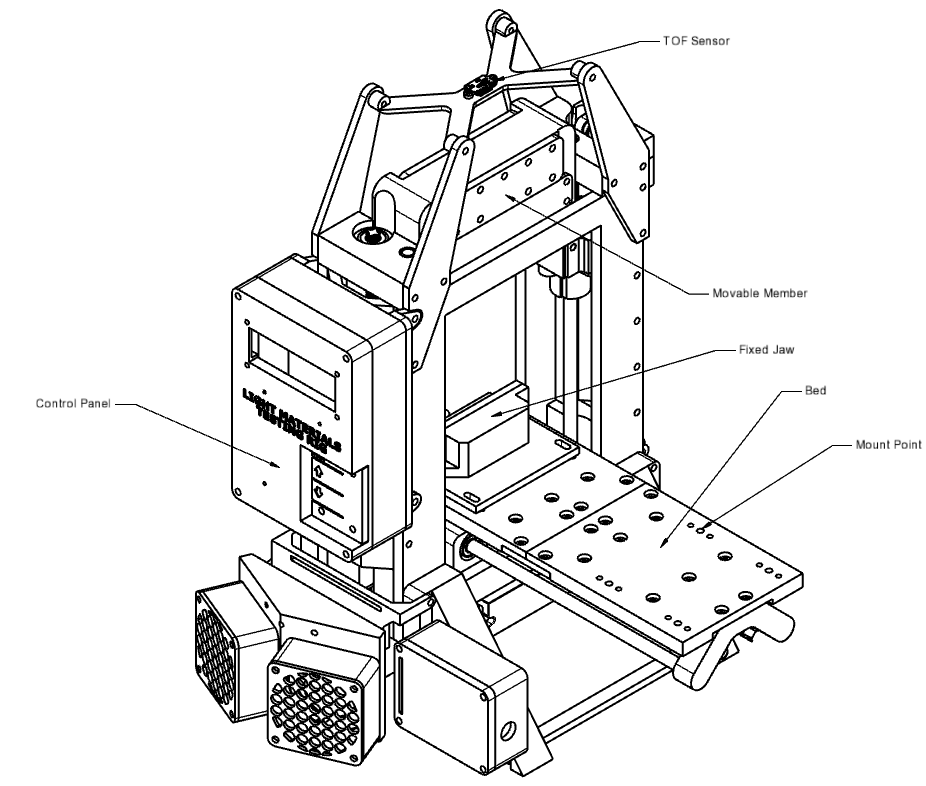 TOF Sensor
Movable Member
Fixed Jaw
Bed
Control Panel
Mount Point
LIGHT MATERIALS
TESTING RIG